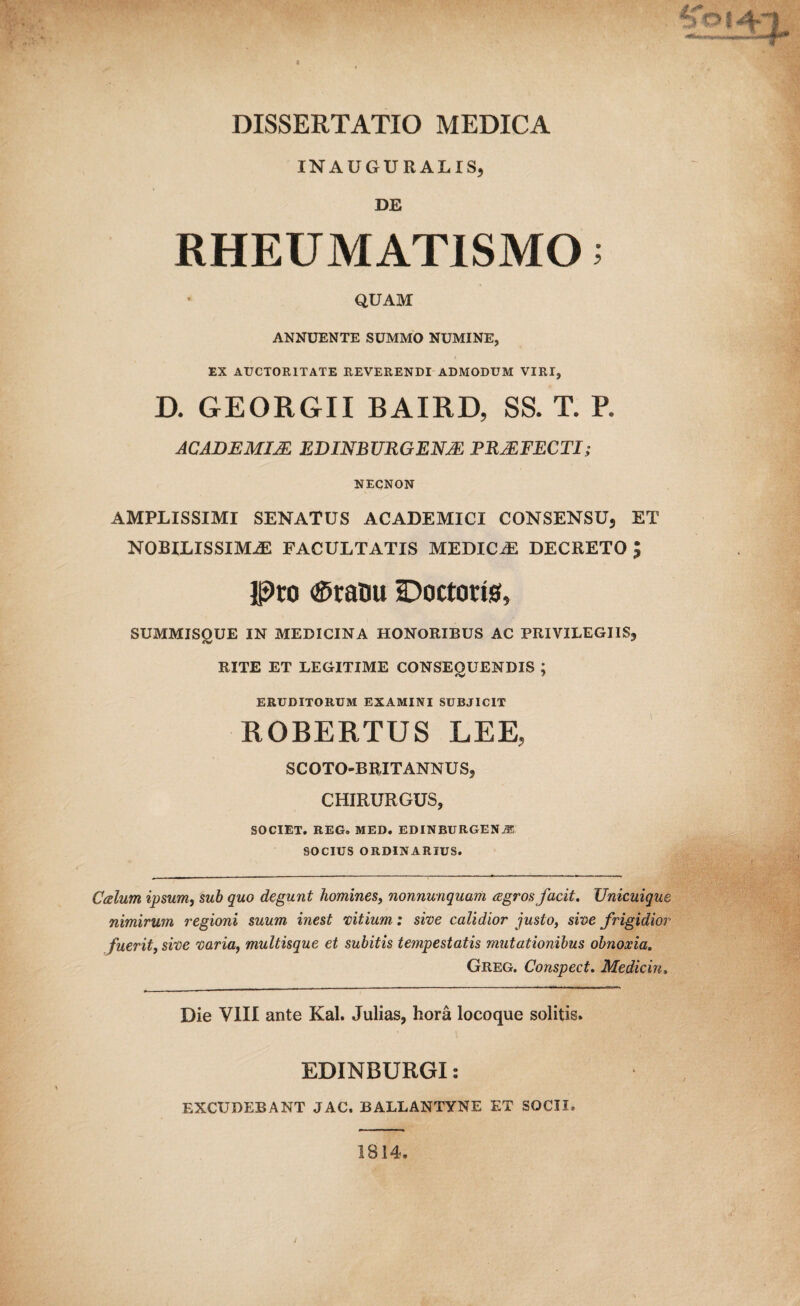 50147
DISSERTATIO MEDICA
INAUGURALIS,
DE
RHEUMATISMO;
QUAM
ANNUENTE SUMMO NUMINE,
EX AUCTORITATE REVERENDI ADMODUM VIRI,
D. GEORGII BAIRD, SS. T. P.
ACADEMIÆ EDINBURGENÆ PRÆFECTI;
NECNON
AMPLISSIMI SENATUS ACADEMICI CONSENSU, ET
NOBILISSIMÆ FACULTATIS MEDICÆ DECRETO;
Pro Gradu Doctoris,
SUMMISQUE IN MEDICINA HONORIBUS AC PRIVILEGIIS,
RITE ET LEGITIME CONSEQUENDIS;
ERUDITORUM EXAMINI SUBJICIT
ROBERTUS LEE,
SCOTO-BRITANNUS,
CHIRURGUS,
SOCIET. REG. MED. EDINBURGENÆ
SOCIUS ORDINARIUS.
Cælum ipsum, sub quo degunt homines, nonnunquam ægros facit. Unicuique
nimirum regioni suum inest vitium: sive calidior justo, sive frigidior
fuerit, sive varia, multisque et subitis tempestatis mutationibus obnoxia.
GREG. Conspect. Medicin.
Die VIII ante Kal. Julias, horâ locoque solitis.
EDINBURGI:
EXCUDEBANT JAC. BALLANTYNE ET SOCII.
1814.